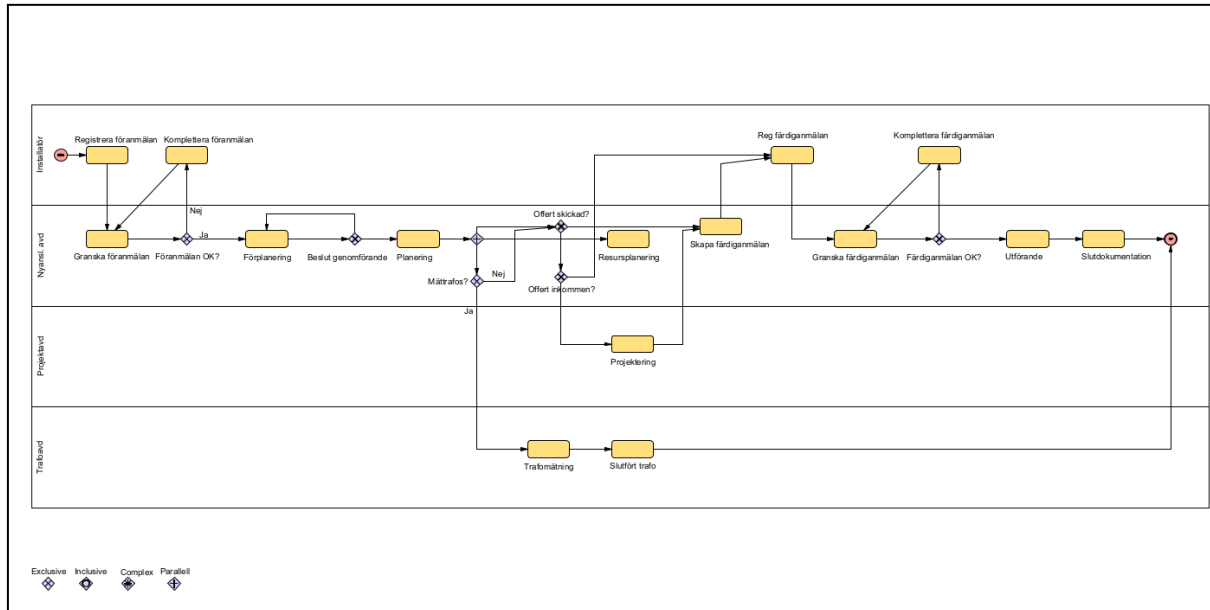 Installatör
Registrera föranmälan
Komplettera föranmälan
Reg färdiganmälan
Komplettera färdiganmälan
Nyansl. avd
Nej
Offert skickad?
Ja
Granska föranmälan
Föranmälan OK?
Förplanering
Beslut genomförande
Planering
Resursplanering
Skapa färdiganmälan
Granska färdiganmälan
Färdiganmälan OK?
Utförande
Slutdokumentation
Mättrafos?
Nej
Offert inkommen?
Ja
Projektavd
Projektering
Trafoavd
Trafomätning
Slutfört trafo
Exclusive
Inclusive
Complex
Parallell